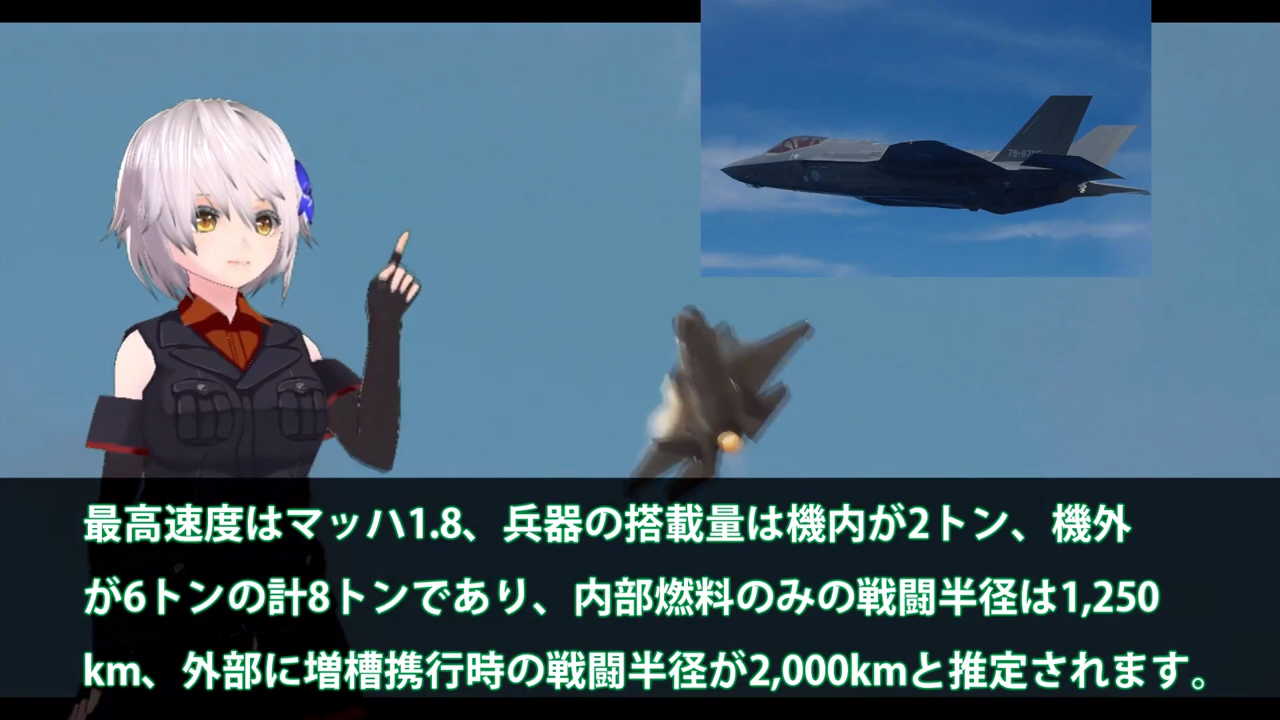 最高速度はマッハ1.8、兵器の搭載量は機内が2トン、機外
が6トンの計8トンであり、内部燃料のみの戦闘半径は1,250
km、外部に増槽携行時の戦闘半径が2,000kmと推定されます。